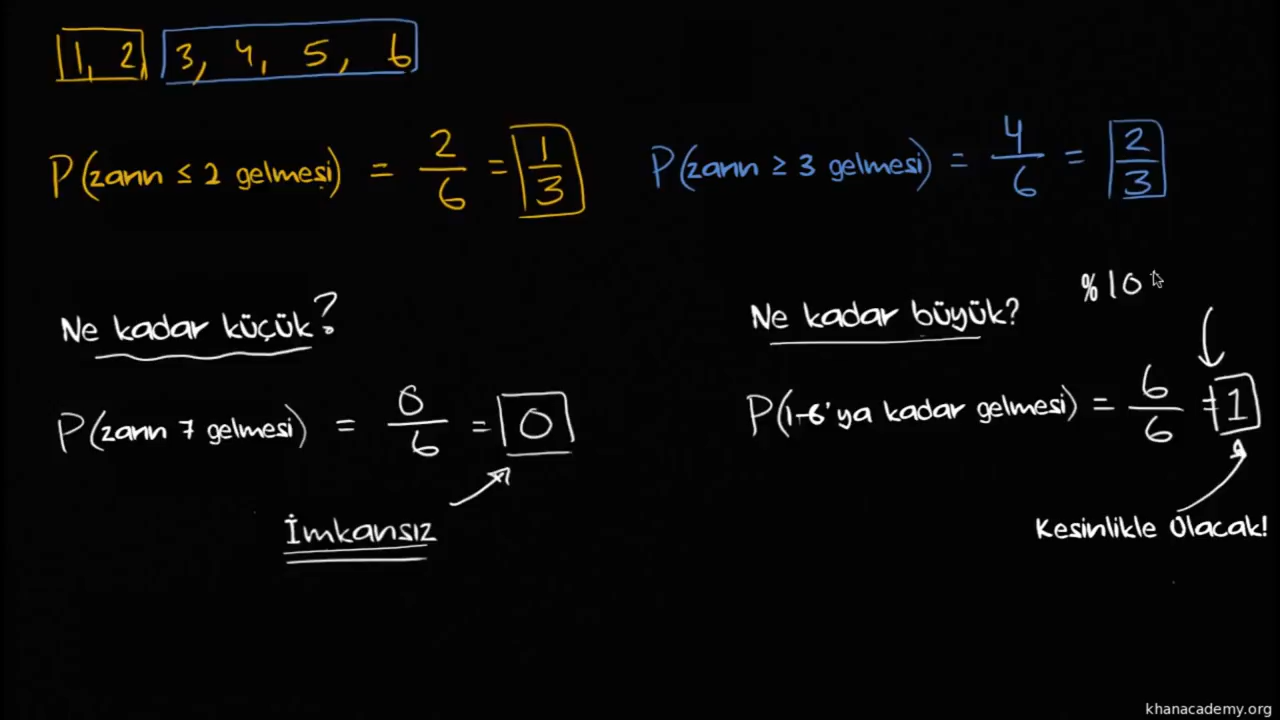 1, 2, 3, 4, 5, 6
P(zarın ≤ 2 gelmesi) = 2/6 = 1/3
P(zarın ≥ 3 gelmesi) = 4/6 = 2/3
Ne kadar küçük?
P(zarın 7 gelmesi) = 0/6 = 0
İmkansız
%10
Ne kadar büyük?
P(1-6'ya kadar gelmesi) = 6/6 = 1
Kesinlikle Olacak!
khanacademy.org